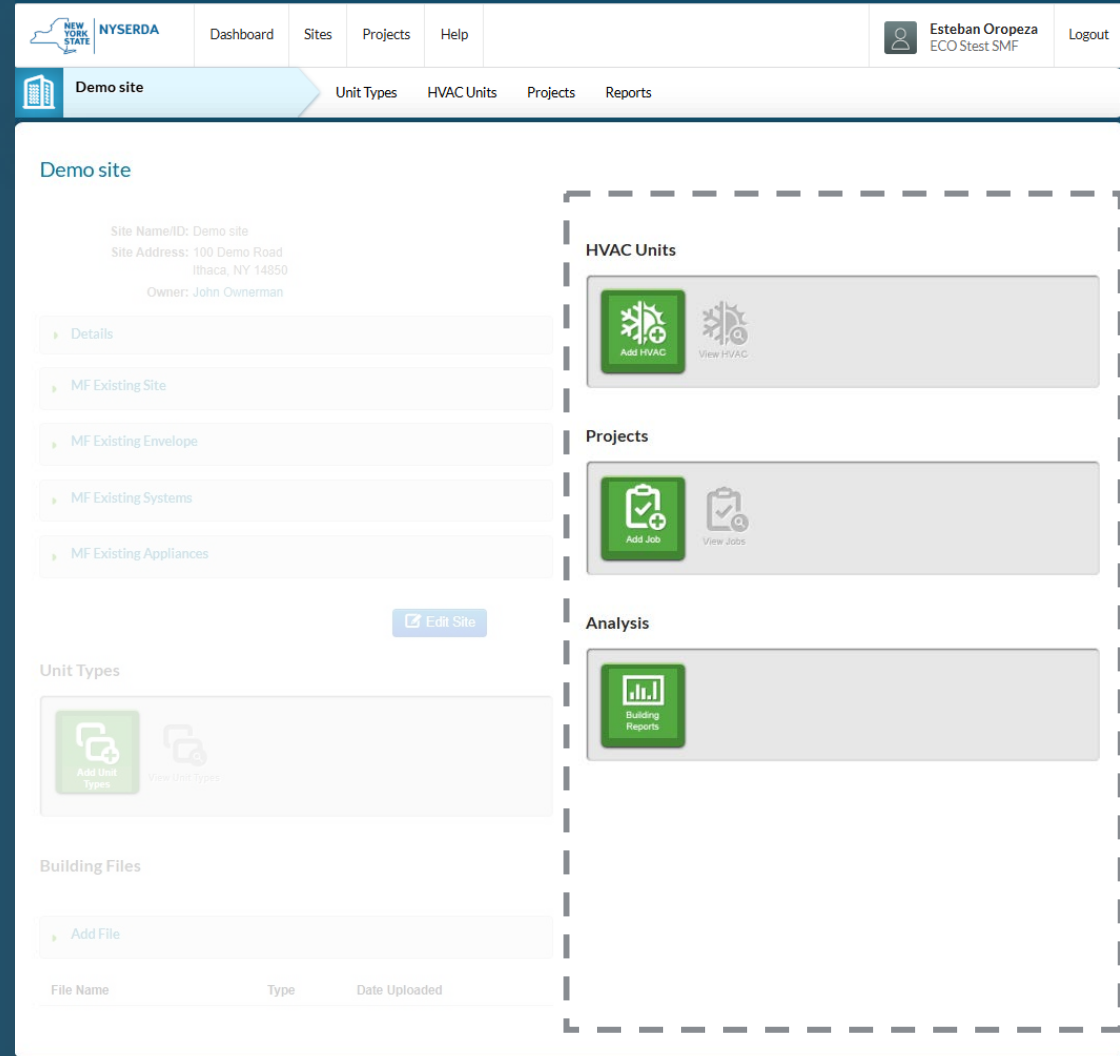 NEW
YORK
STATE
NYSERDA
Dashboard
Sites
Projects
Help
Esteban Oropeza
ECO Stest SMF
Logout
Demo site
Unit Types
HVAC Units
Projects
Reports
Demo site
Site Name/ID: Demo site
Site Address: 100 Demo Road
Ithaca, NY 14850
Owner: John Ownerman
Details
MF Existing Site
MF Existing Envelope
MF Existing Systems
MF Existing Appliances
Edit Site
Unit Types
Add Unit
Types
View Unit Types
Building Files
Add File
File Name Type Date Uploaded
HVAC Units
Add HVAC
View HVAC
Projects
Add Job
View Jobs
Analysis
Building
Reports